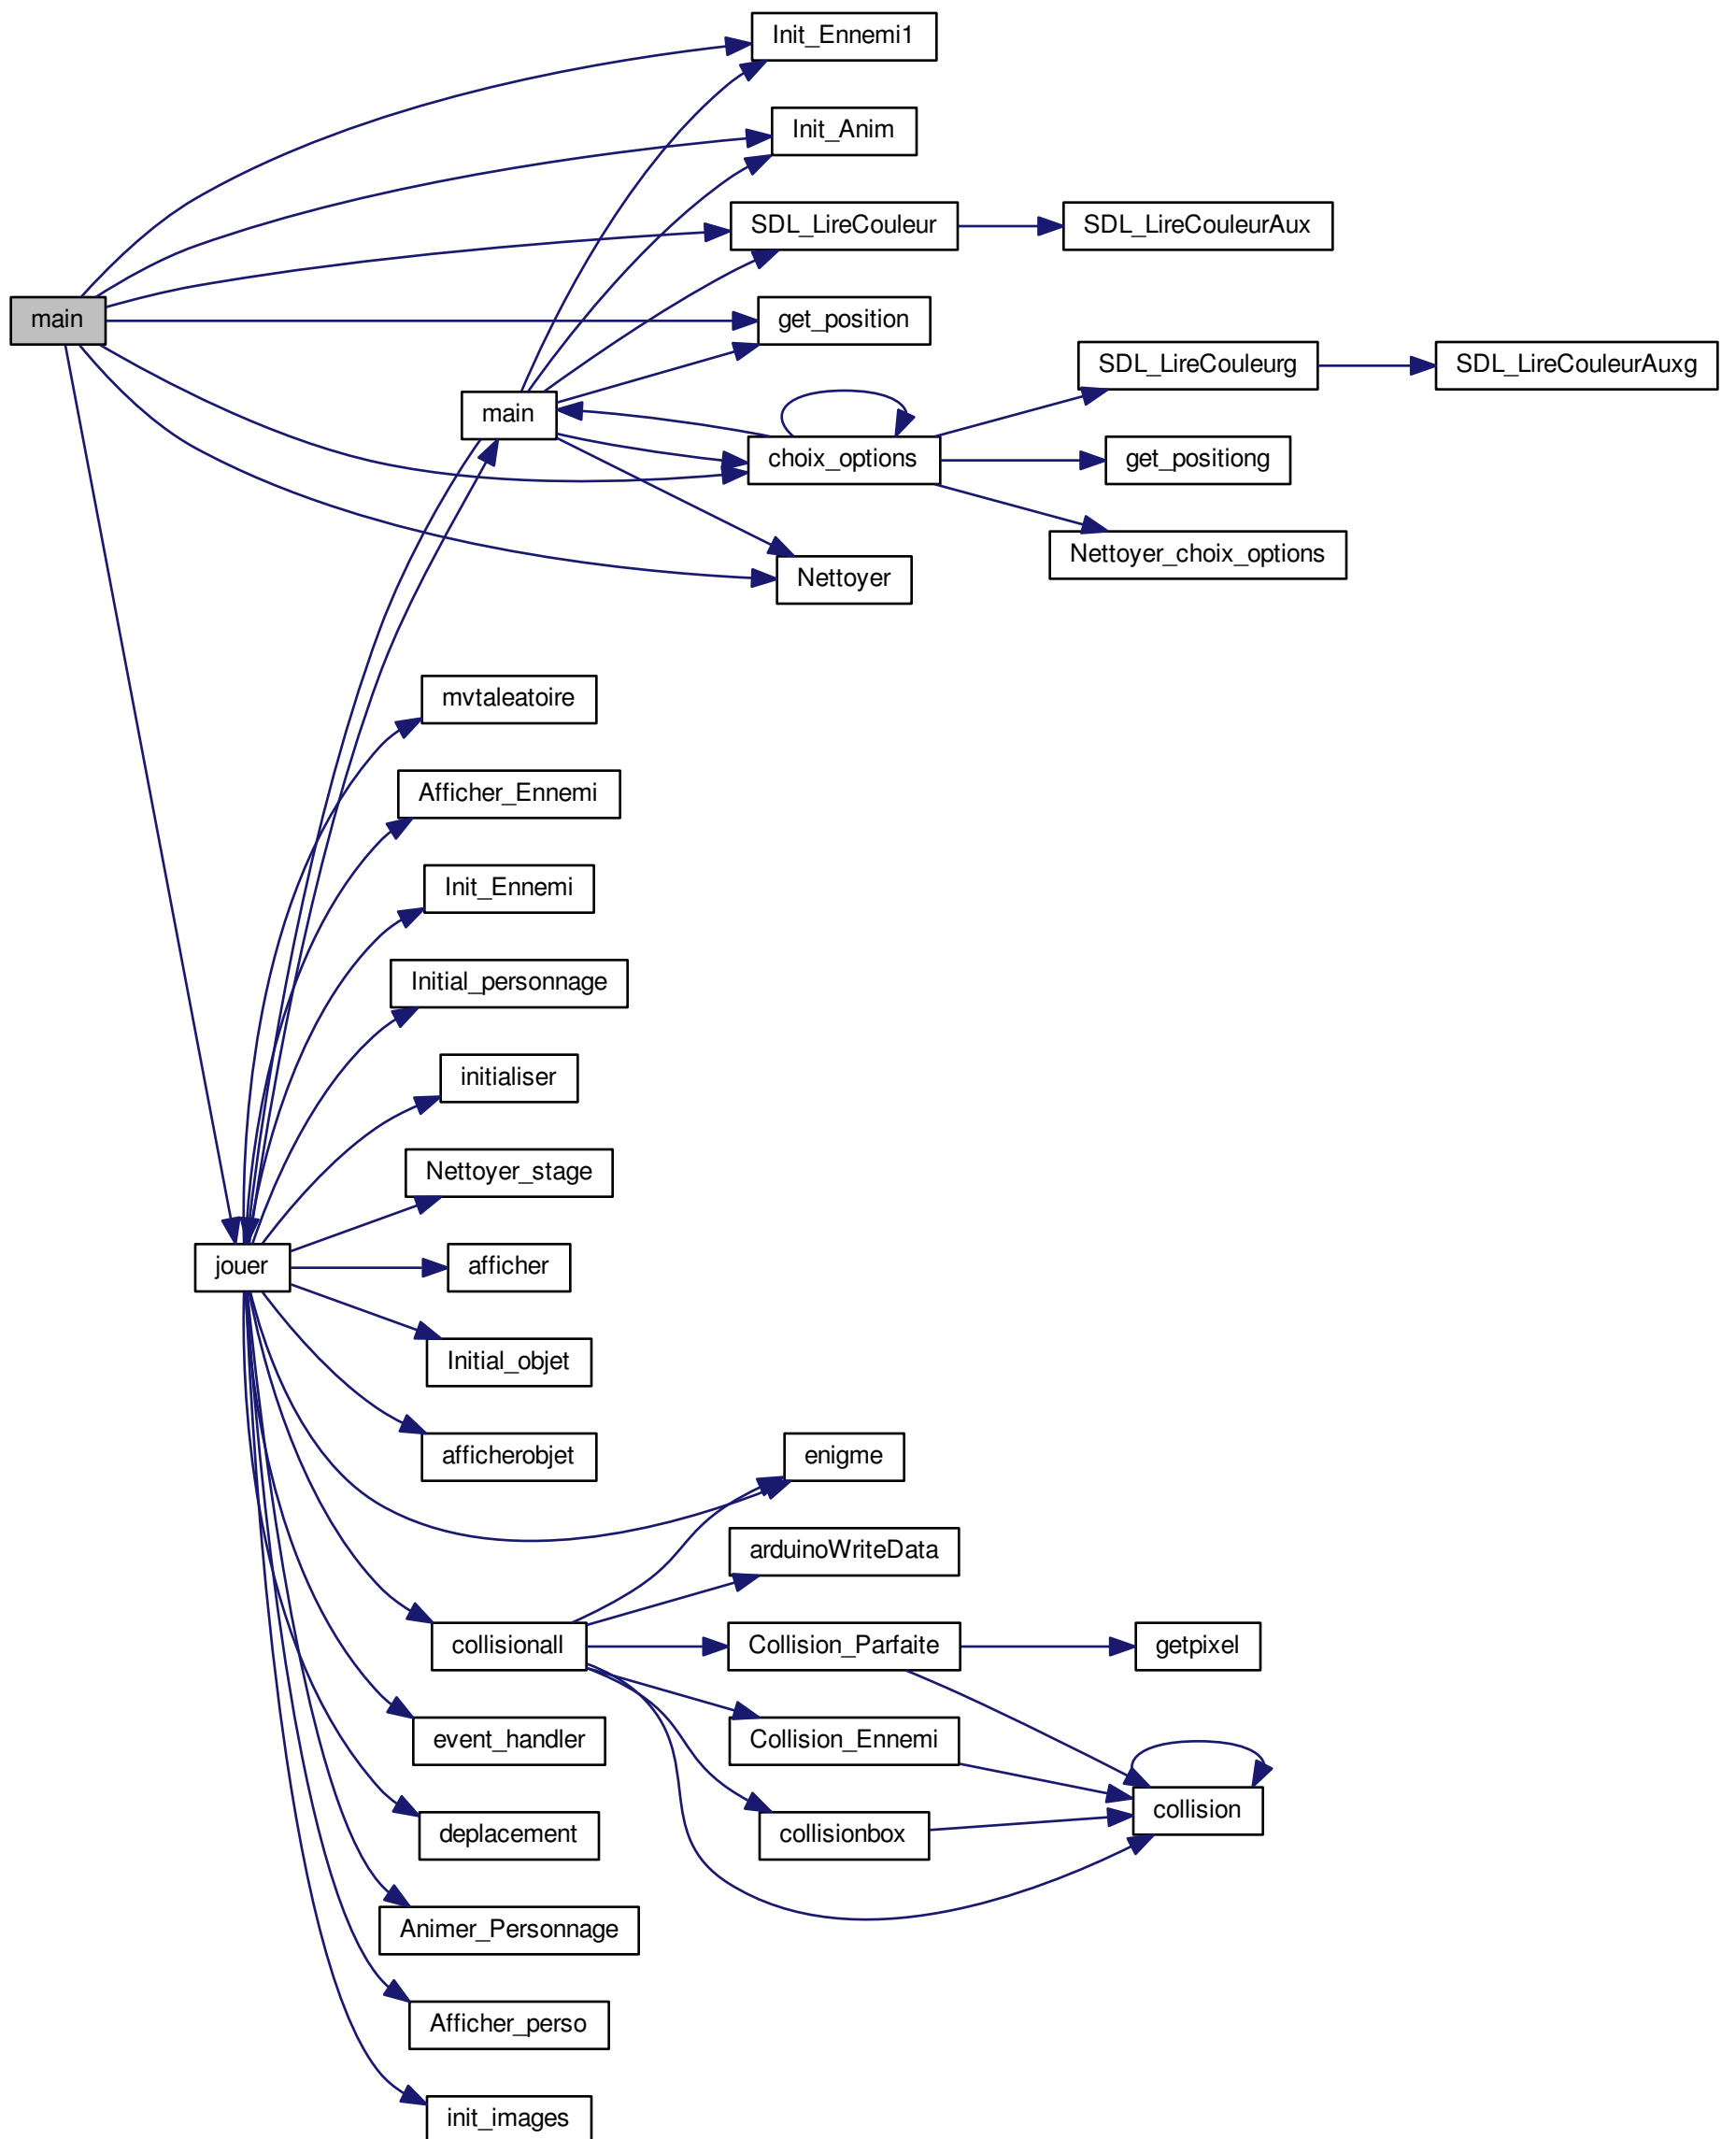 Init_Ennemi1
Init_Anim
SDL_LireCouleur
SDL_LireCouleurAux
main
get_position
SDL_LireCouleurg
SDL_LireCouleurAuxg
main
choix_options
get_positiong
Nettoyer_choix_options
Nettoyer
mvtaleatoire
Afficher_Ennemi
Init_Ennemi
Initial_personnage
initialiser
Nettoyer_stage
jouer
afficher
Initial_objet
afficherobjet
enigme
arduinoWriteData
collisionall
Collision_Parfaite
getpixel
event_handler
Collision_Ennemi
collision
deplacement
collisionbox
Animer_Personnage
Afficher_perso
init_images